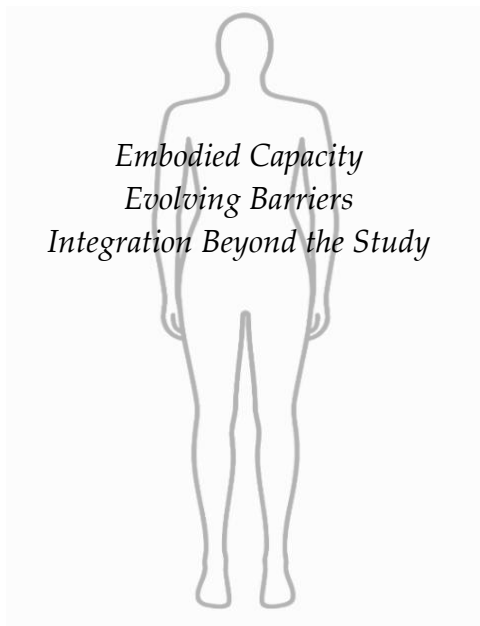 Embodied Capacity
Evolving Barriers
Integration Beyond the Study